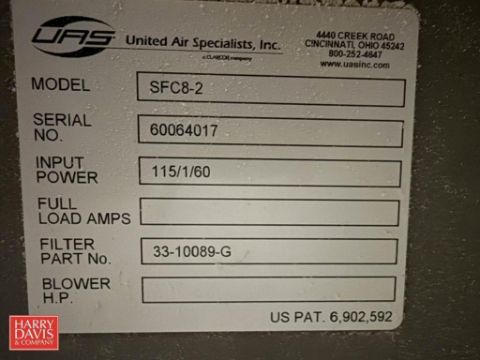 UAS
United Air Specialists, Inc.
A CLARCOR company
4440 CREEK ROAD
CINCINNATI, OHIO 45242
800-252-4647
www.uasinc.com
MODEL SFC8-2
SERIAL NO. 60064017
INPUT POWER 115/1/60
FULL LOAD AMPS
FILTER PART No. 33-10089-G
BLOWER H.P.
US PAT. 6,902,592
HARRY
DAVIS
& COMPANY